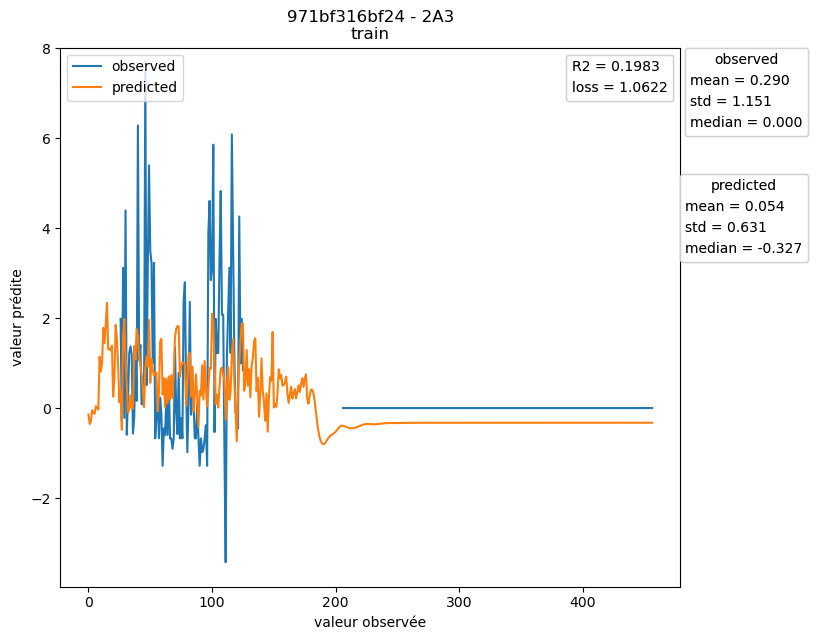 971bf316bf24 - 2A3
train
observed
predicted
R2 = 0.1983
loss = 1.0622
observed
mean = 0.290
std = 1.151
median = 0.000
predicted
mean = 0.054
std = 0.631
median = -0.327
valeur prédite
8
6
4
2
0
−2
0
100
200
300
400
valeur observée